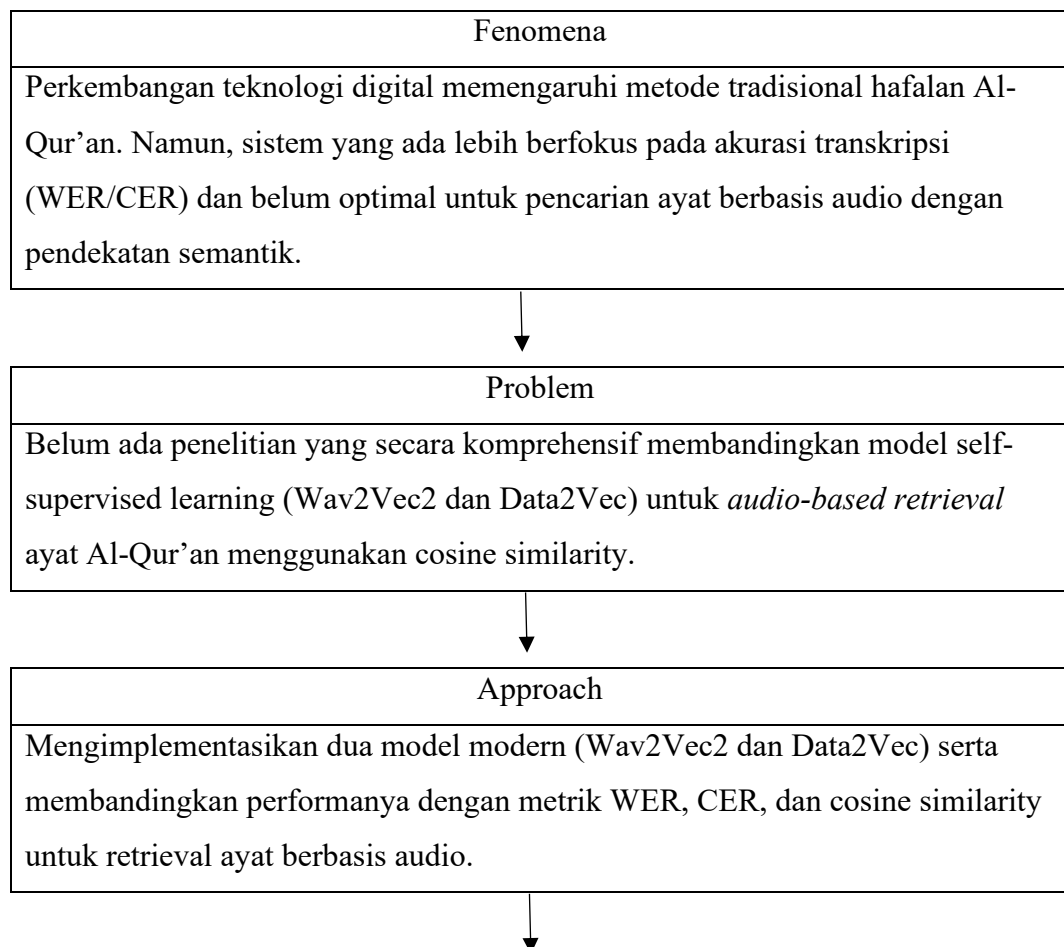 Fenomena
Perkembangan teknologi digital memengaruhi metode tradisional hafalan Al-
Qur’an. Namun, sistem yang ada lebih berfokus pada akurasi transkripsi
(WER/CER) dan belum optimal untuk pencarian ayat berbasis audio dengan
pendekatan semantik.
Problem
Belum ada penelitian yang secara komprehensif membandingkan model self-
supervised learning (Wav2Vec2 dan Data2Vec) untuk audio-based retrieval
ayat Al-Qur’an menggunakan cosine similarity.
Approach
Mengimplementasikan dua model modern (Wav2Vec2 dan Data2Vec) serta
membandingkan performanya dengan metrik WER, CER, dan cosine similarity
untuk retrieval ayat berbasis audio.